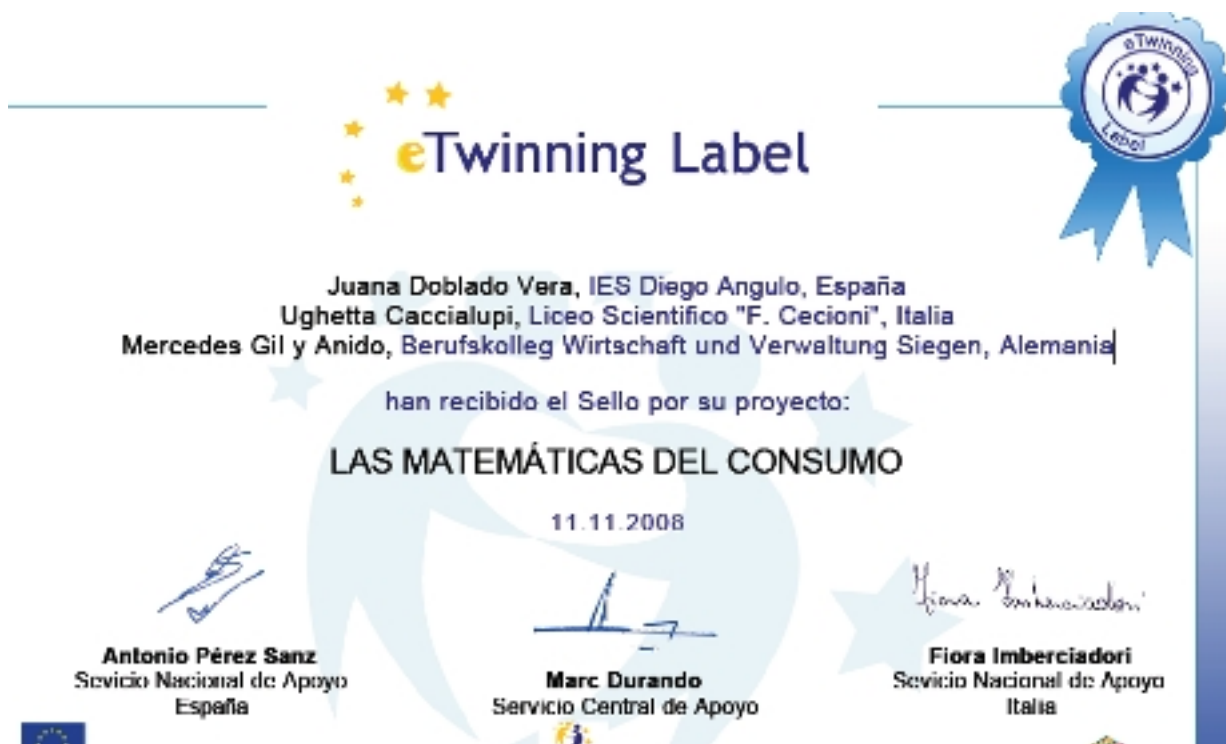 eTwinning
Label
eTwinning Label
Juana Doblado Vera, IES Diego Angulo, España
Ughetta Caccialupi, Liceo Scientifico "F. Cecioni", Italia
Mercedes Gil y Anido, Berufskolleg Wirtschaft und Verwaltung Siegen, Alemania
han recibido el Sello por su proyecto:
LAS MATEMÁTICAS DEL CONSUMO
11.11.2008
Fiora Imberciadori
Antonio Pérez Sanz
Sevicio Nacional de Apoyo
España
Marc Durando
Servicio Central de Apoyo
Fiora Imberciadori
Sevicio Nacional de Apoyo
Italia